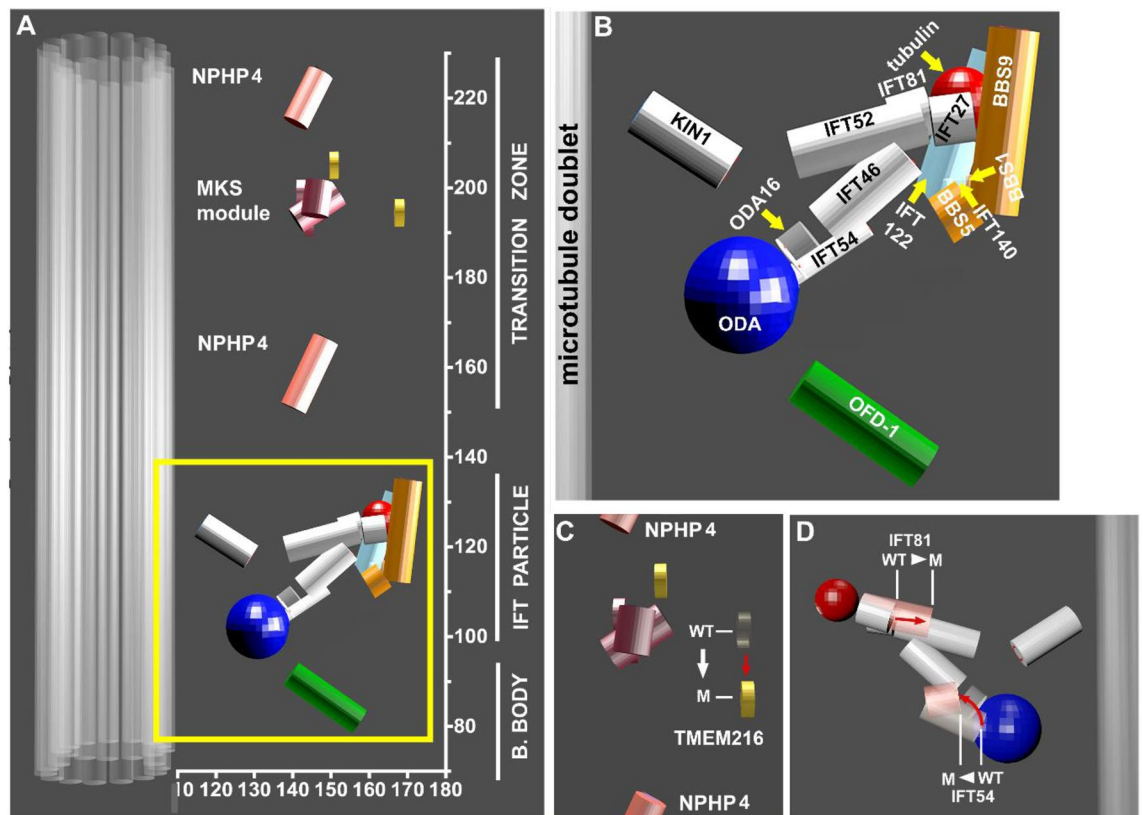 A
NPHP4
MKS
module
NPHP4
220
200
180
160
140
120
100
80
TRANSITION ZONE
IFT PARTICLE
B. BODY
10 120 130 140 150 160 170 180
B
tubulin
IFT81
BBS9
KIN1
IFT52
IFT27
IFT46
BBS1
ODA16
BBS5
IFT140
IFT
122
IFT54
ODA
OFD-1
microtubule doublet
C
NPHP4
WT
M
TMEM216
NPHP4
D
IFT81
WT M
M WT
IFT54